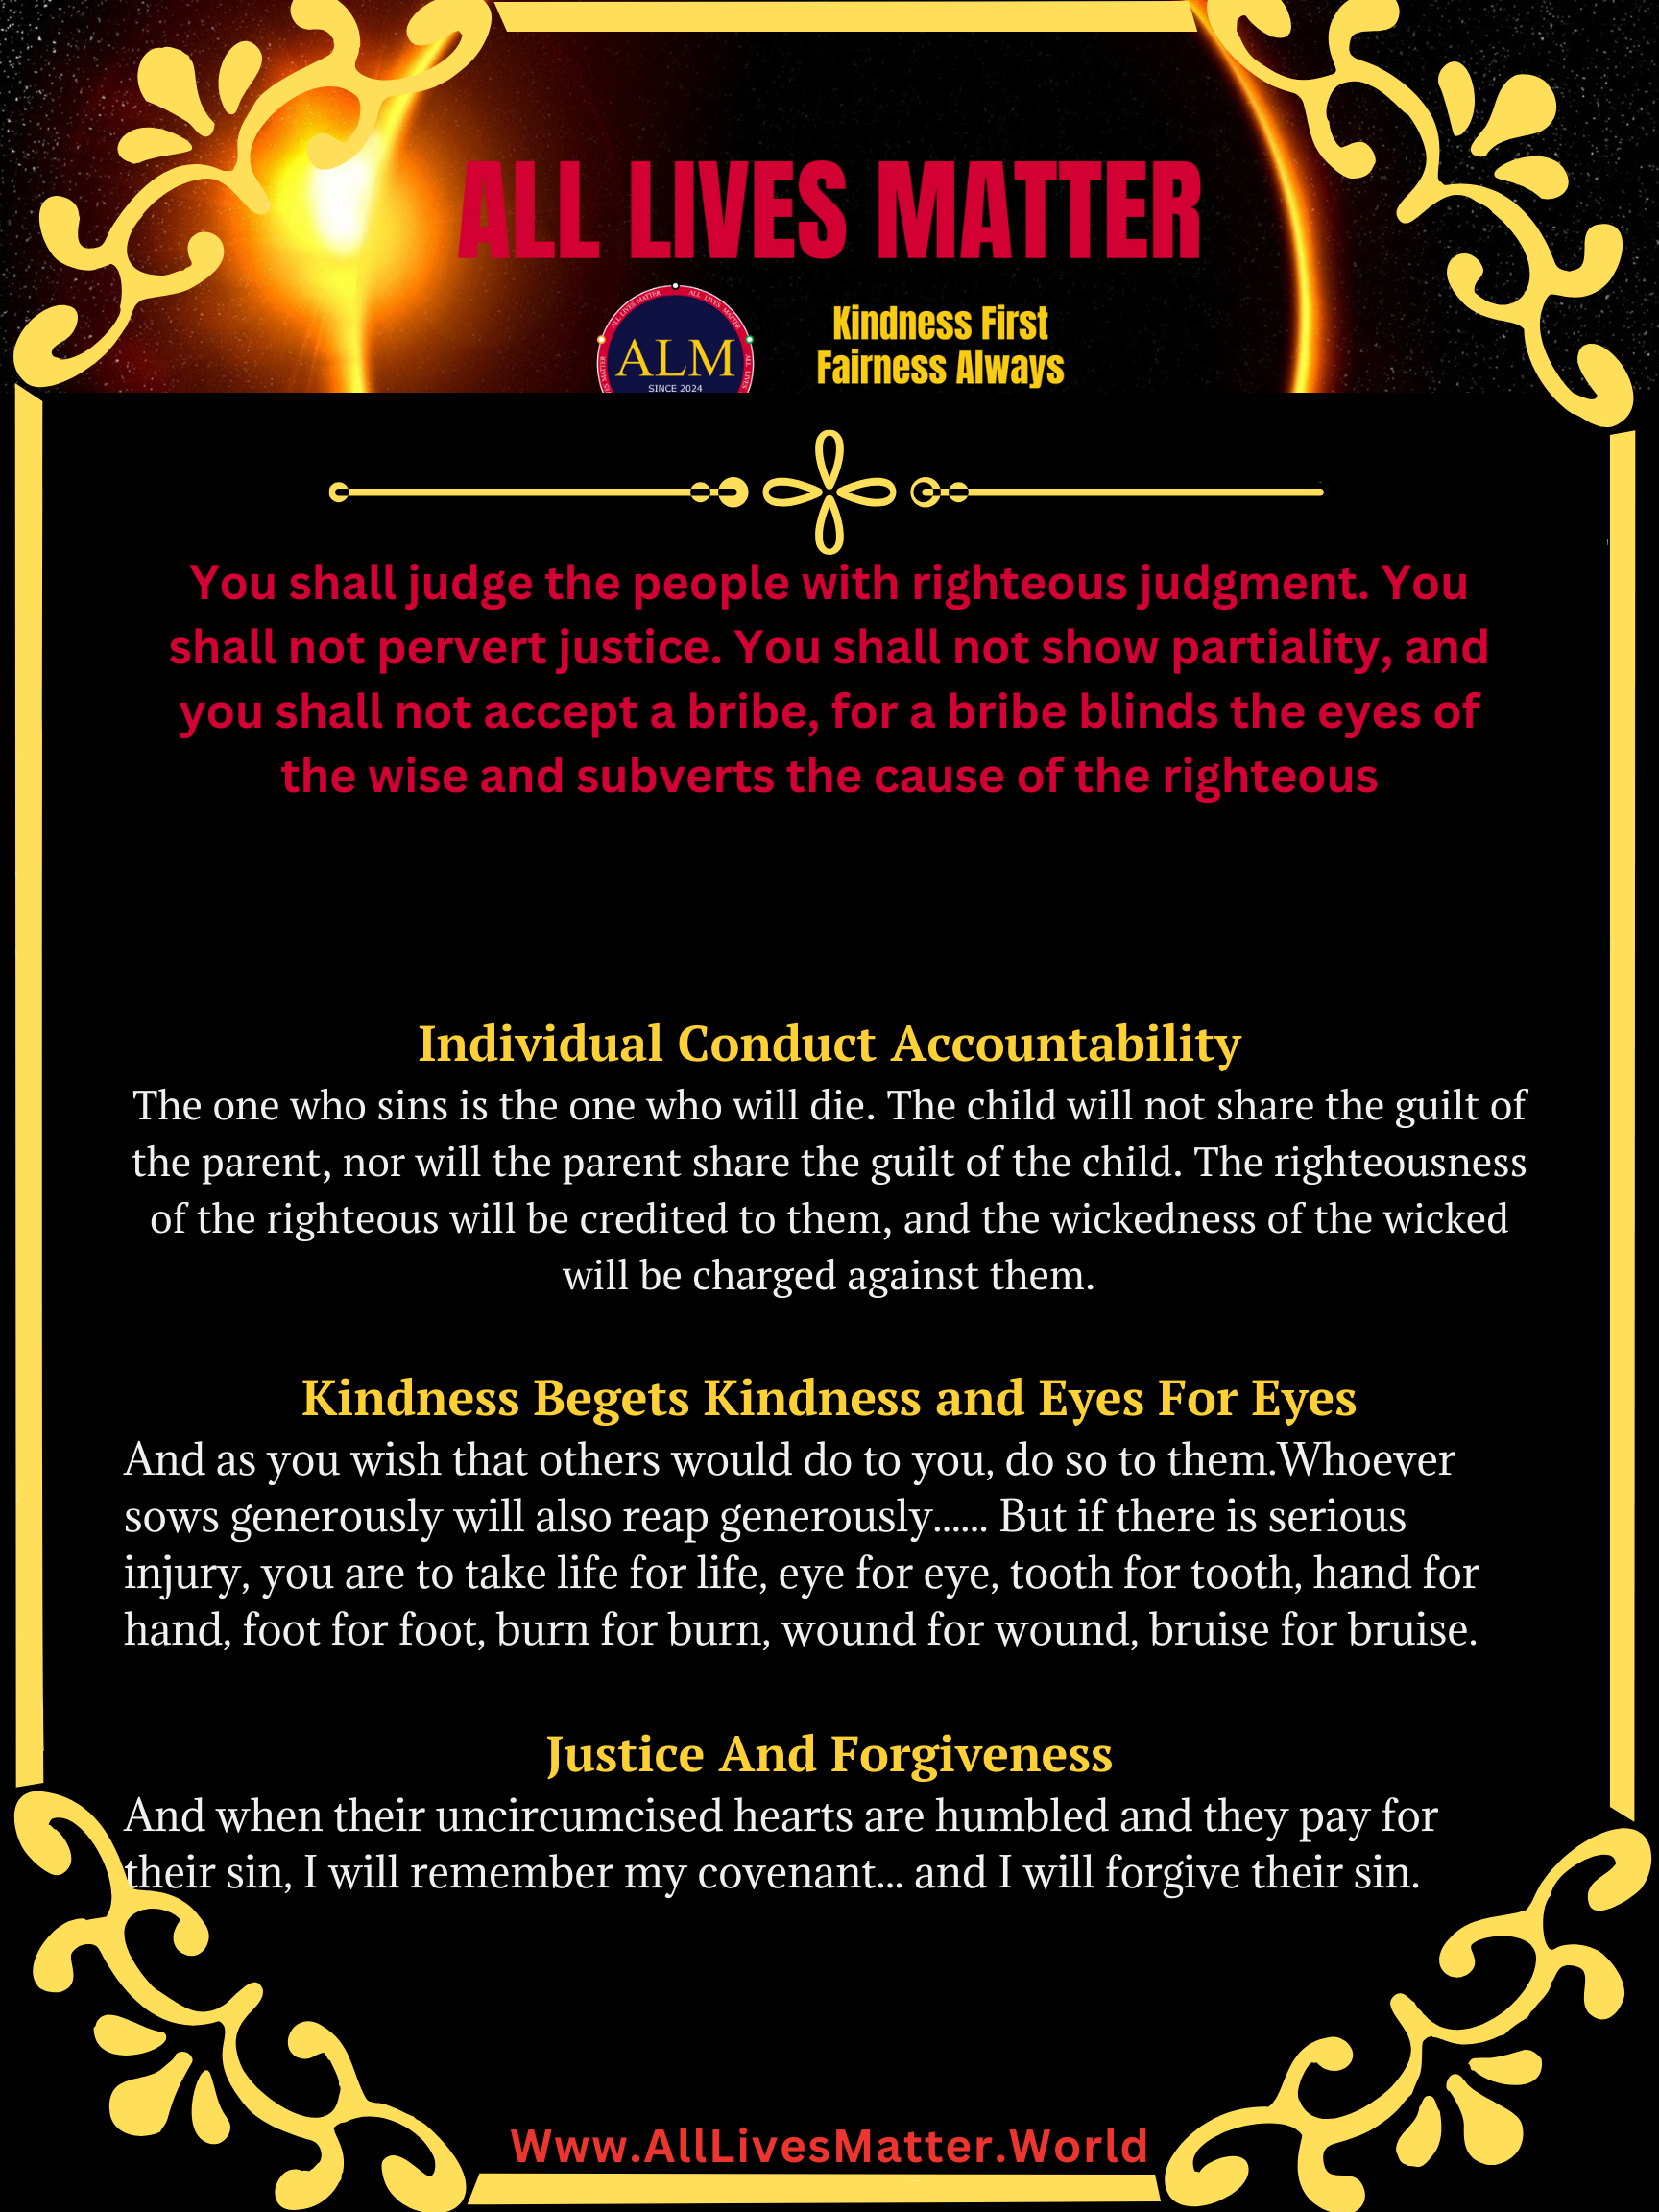 ALL LIVES MATTER
ALL LIVES MATTER ALL LIVES MATTER
ALM
SINCE 2024
Kindness First
Fairness Always
You shall judge the people with righteous judgment. You
shall not pervert justice. You shall not show partiality, and
you shall not accept a bribe, for a bribe blinds the eyes of
the wise and subverts the cause of the righteous
Individual Conduct Accountability
The one who sins is the one who will die. The child will not share the guilt of
the parent, nor will the parent share the guilt of the child. The righteousness
of the righteous will be credited to them, and the wickedness of the wicked
will be charged against them.
Kindness Begets Kindness and Eyes For Eyes
And as you wish that others would do to you, do so to them.Whoever
sows generously will also reap generously...... But if there is serious
injury, you are to take life for life, eye for eye, tooth for tooth, hand for
hand, foot for foot, burn for burn, wound for wound, bruise for bruise.
Justice And Forgiveness
And when their uncircumcised hearts are humbled and they pay for
their sin, I will remember my covenant... and I will forgive their sin.
Www.AllLivesMatter.World